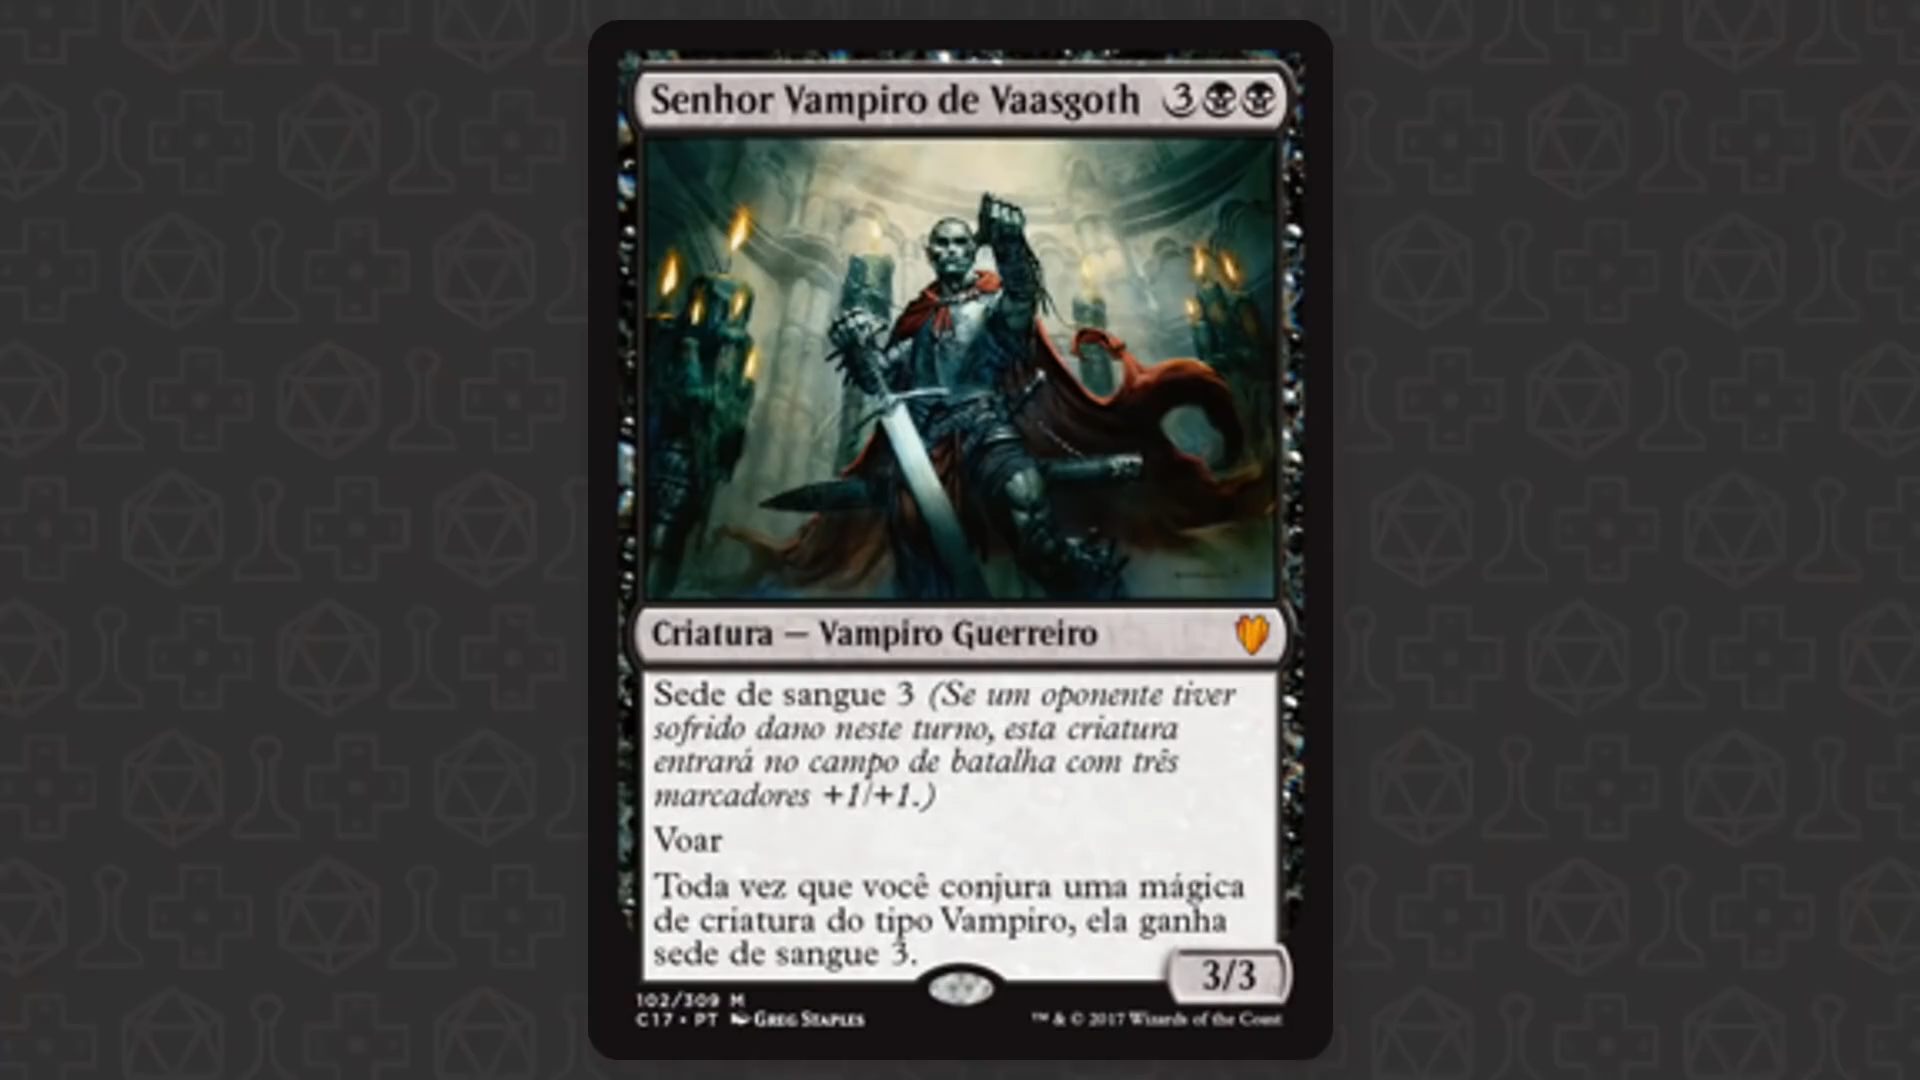 Senhor Vampiro de Vaasgoth 3
Criatura — Vampiro Guerreiro
Sede de sangue 3 (Se um oponente tiver
sofrido dano neste turno, esta criatura
entrará no campo de batalha com três
marcadores +1/+1.)
Voar
Toda vez que você conjura uma mágica
de criatura do tipo Vampiro, ela ganha
sede de sangue 3.
3/3
102/309 M
C17 • PT Greg Staples
™ & © 2017 Wizards of the Coast